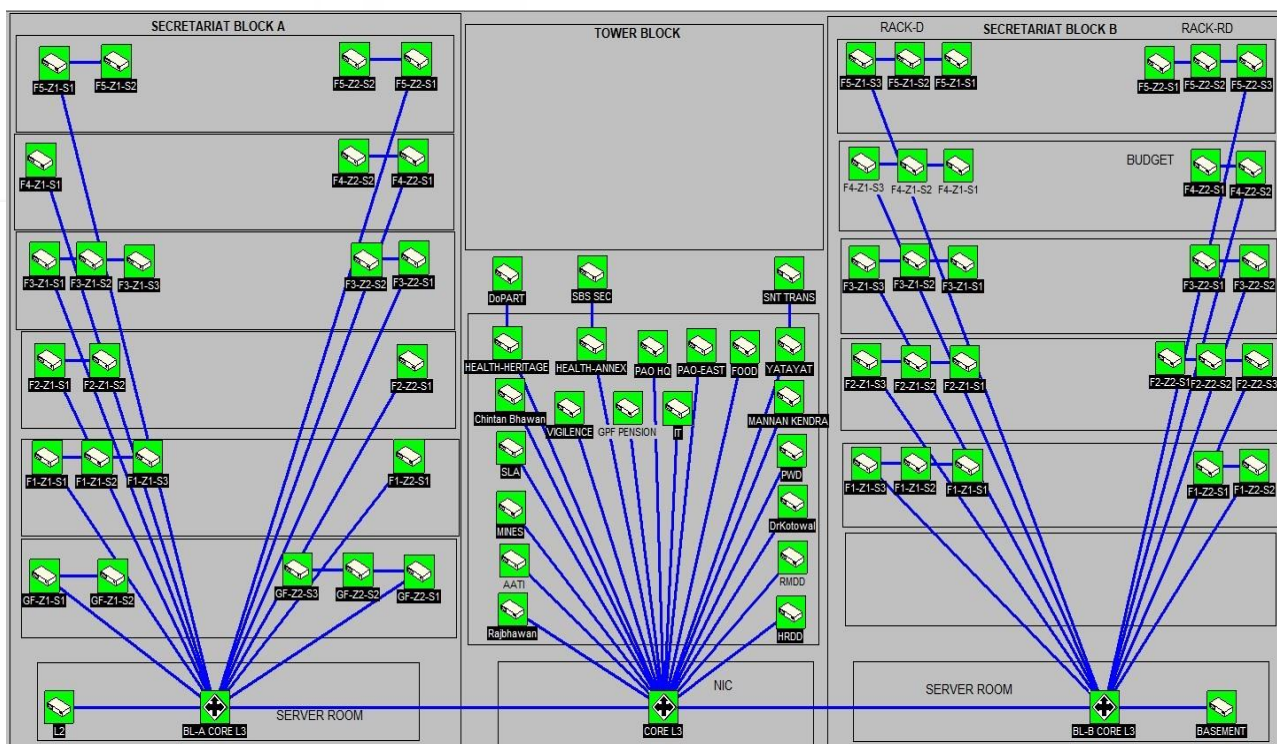 SECRETARIAT BLOCK A
F5-Z1-S1
F5-Z1-S2
F5-Z2-S2
F5-Z2-S1
F4-Z1-S1
F4-Z2-S2
F4-Z2-S1
F3-Z1-S1
F3-Z1-S2
F3-Z1-S3
F3-Z2-S2
F3-Z2-S1
F2-Z1-S1
F2-Z1-S2
F2-Z2-S1
F1-Z1-S1
F1-Z1-S2
F1-Z1-S3
F1-Z2-S1
GF-Z1-S1
GF-Z1-S2
GF-Z2-S3
GF-Z2-S2
GF-Z2-S1
L2
BL-A CORE L3
SERVER ROOM
TOWER BLOCK
DoPART
SBS SEC
SNT TRANS
HEALTH-HERITAGE
HEALTH-ANNEX
PAO HQ
PAO-EAST
FOOD
YATAYAT
Chintan Bhawan
VIGILENCE
GPF PENSION
IT
MANNAN KENDRA
SLA
PWD
MINES
DrKotowal
AATI
RMDD
Rajbhawan
HRDD
NIC
CORE L3
RACK-D
SECRETARIAT BLOCK B
RACK-RD
F5-Z1-S3
F5-Z1-S2
F5-Z1-S1
F5-Z2-S1
F5-Z2-S2
F5-Z2-S3
BUDGET
F4-Z1-S3
F4-Z1-S2
F4-Z1-S1
F4-Z2-S1
F4-Z2-S2
F3-Z1-S3
F3-Z1-S2
F3-Z1-S1
F3-Z2-S1
F3-Z2-S2
F2-Z1-S3
F2-Z1-S2
F2-Z1-S1
F2-Z2-S1
F2-Z2-S2
F2-Z2-S3
F1-Z1-S3
F1-Z1-S2
F1-Z1-S1
F1-Z2-S1
F1-Z2-S2
SERVER ROOM
BL-B CORE L3
BASEMENT